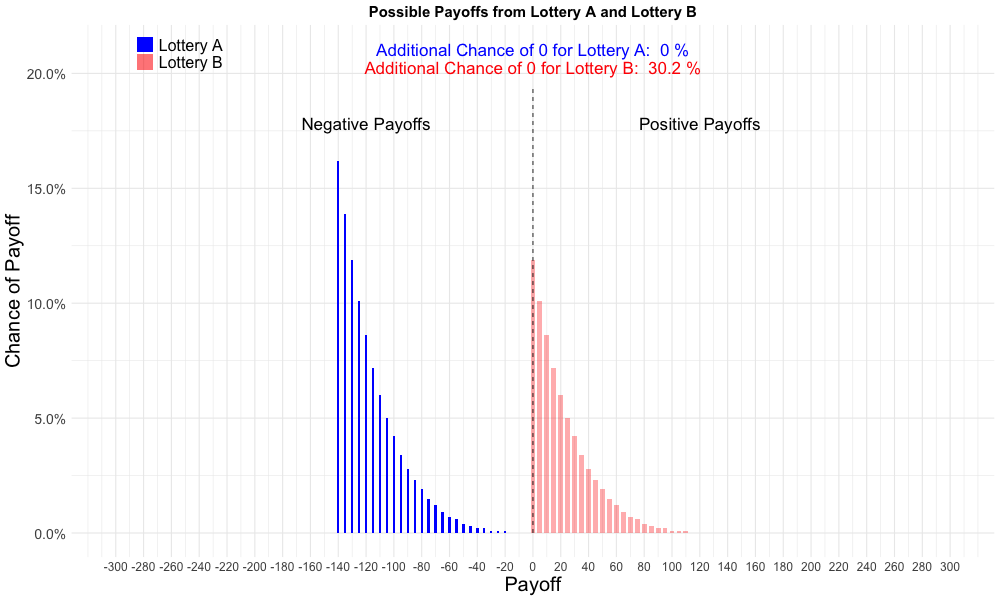 Possible Payoffs from Lottery A and Lottery B
Lottery A
Lottery B
Additional Chance of 0 for Lottery A:  0 %
Additional Chance of 0 for Lottery B:  30.2 %
Negative Payoffs
Positive Payoffs
Chance of Payoff
20.0%
15.0%
10.0%
5.0%
0.0%
-300 -280 -260 -240 -220 -200 -180 -160 -140 -120 -100 -80 -60 -40 -20 0 20 40 60 80 100 120 140 160 180 200 220 240 260 280 300
Payoff